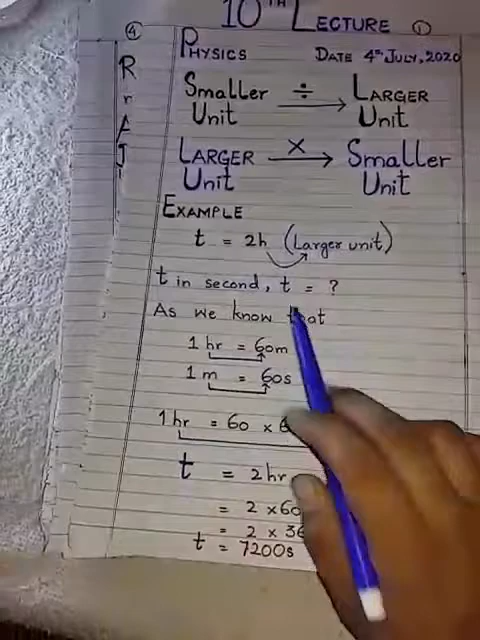 10TH LECTURE
④ ①
PHYSICS DATE 4th JULY, 2020
Smaller Unit ÷ LARGER Unit
LARGER Unit × Smaller Unit
EXAMPLE
t = 2h (Larger unit)
t in second, t = ?
As we know that
1 hr = 60m
1 m = 60s
1 hr = 60 ×
t = 2hr
= 2 × 60
= 2 × 36
t = 7200s